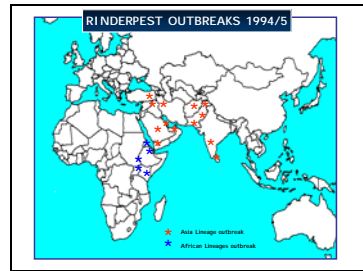 RINDERPEST OUTBREAKS 1994/5
Asia Lineage outbreak
African Lineages outbreak